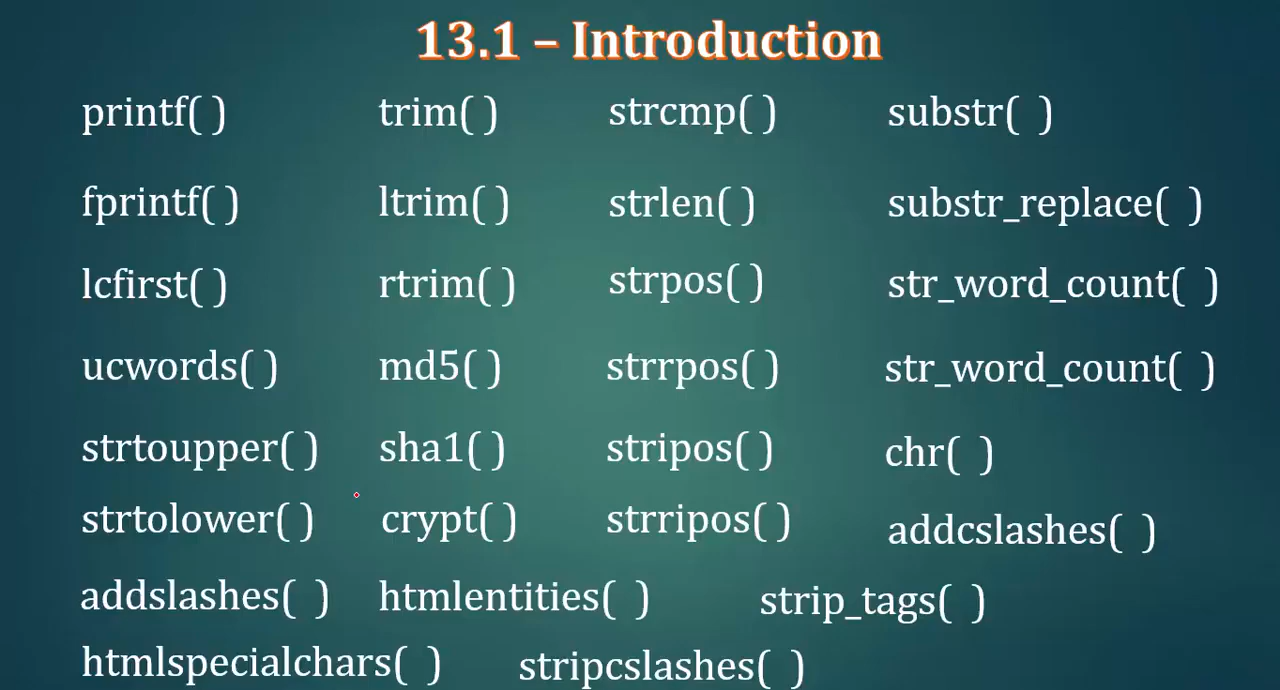 13.1 – Introduction
printf( ) trim( ) strcmp( ) substr( )
fprintf( ) ltrim( ) strlen( ) substr_replace( )
lcfirst( ) rtrim( ) strpos( ) str_word_count( )
ucwords( ) md5( ) strrpos( ) str_word_count( )
strtoupper( ) sha1( ) stripos( ) chr( )
strtolower( ) crypt( ) strripos( ) addcslashes( )
addslashes( ) htmlentities( ) strip_tags( )
htmlspecialchars( ) stripcslashes( )